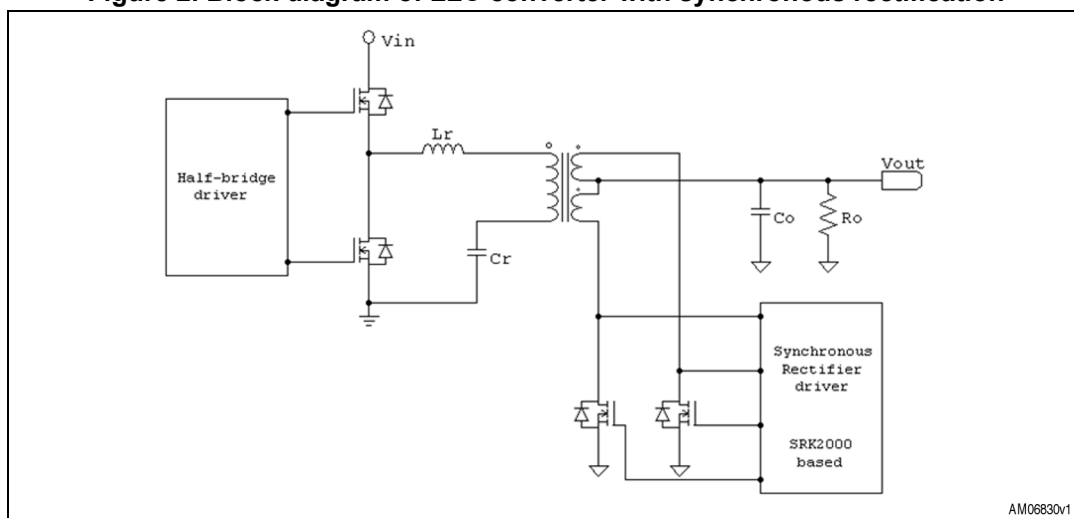 Figure 2. Block diagram of LLC converter with synchronous rectification
Vin
Lr
Half-bridge
driver
Cr
Vout
Co
Ro
Synchronous
Rectifier
driver
SRK2000
based
AM06830v1